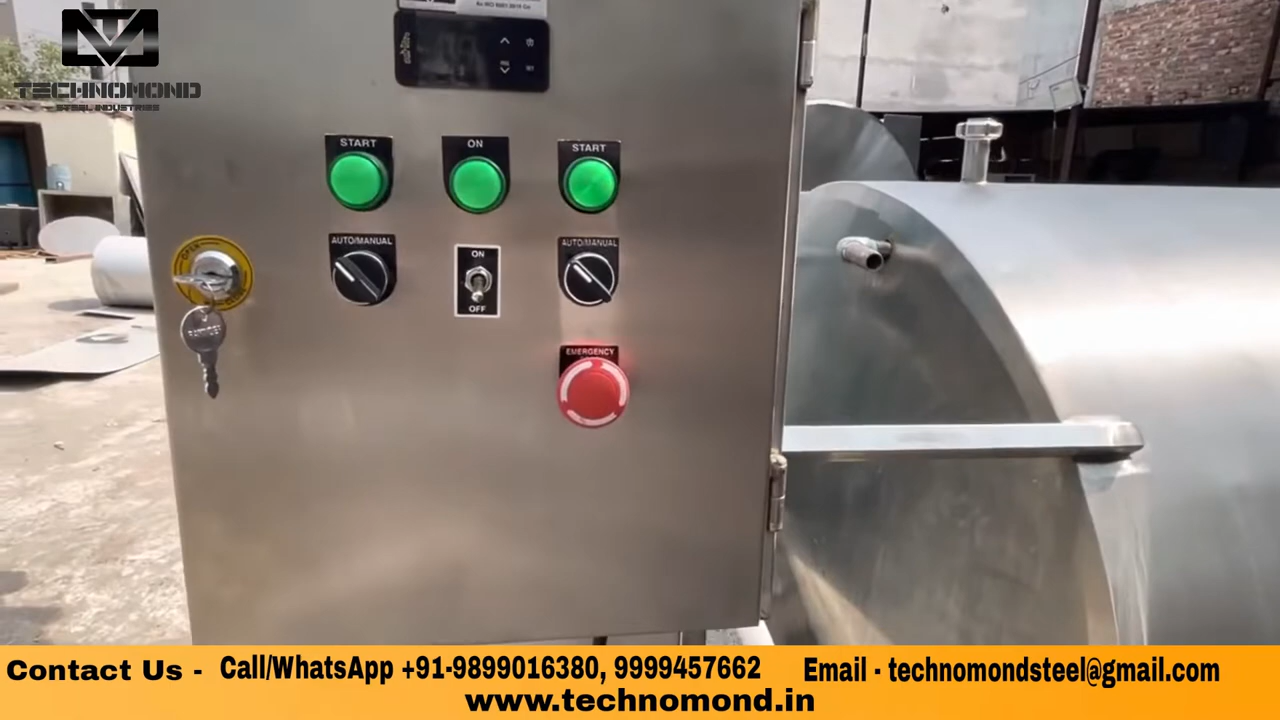 TECHNOMOND
STEEL INDUSTRIES
START
ON
START
AUTO/MANUAL
ON
OFF
AUTO/MANUAL
OPEN
EMERGENCY
Contact Us - Call/WhatsApp +91-9899016380, 9999457662 Email - technomondsteel@gmail.com
www.technomond.in